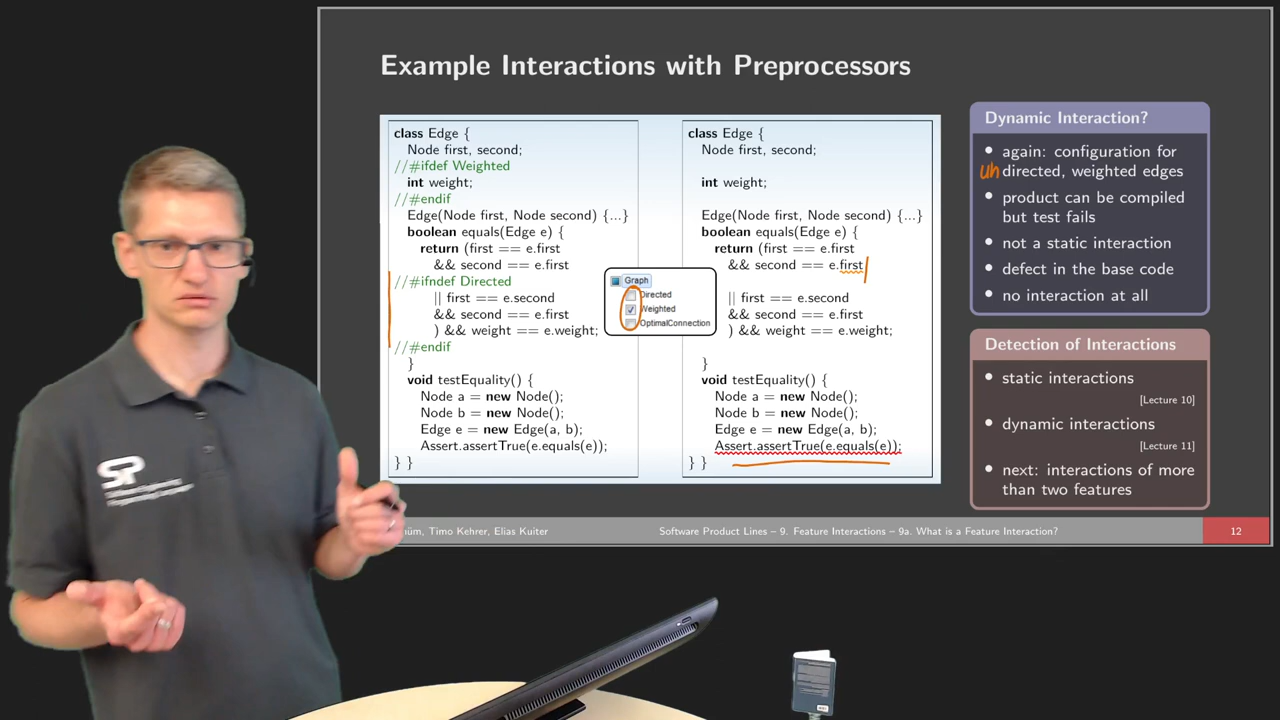 Example Interactions with Preprocessors
class Edge {
Node first, second;
//#ifdef Weighted
int weight;
//#endif
Edge(Node first, Node second) {...}
boolean equals(Edge e) {
return (first == e.first
&& second == e.first
//#ifndef Directed
|| first == e.second
&& second == e.first
) && weight == e.weight;
//#endif
}
void testEquality() {
Node a = new Node();
Node b = new Node();
Edge e = new Edge(a, b);
Assert.assertTrue(e.equals(e));
} }
Graph
Directed
Weighted
OptimalConnection
class Edge {
Node first, second;
int weight;
Edge(Node first, Node second) {...}
boolean equals(Edge e) {
return (first == e.first
&& second == e.first
|| first == e.second
&& second == e.first
) && weight == e.weight;
}
void testEquality() {
Node a = new Node();
Node b = new Node();
Edge e = new Edge(a, b);
Assert.assertTrue(e.equals(e));
} }
Dynamic Interaction?
• again: configuration for
un directed, weighted edges
• product can be compiled
but test fails
• not a static interaction
• defect in the base code
• no interaction at all
Detection of Interactions
• static interactions
[Lecture 10]
• dynamic interactions
[Lecture 11]
• next: interactions of more
than two features
Timo Kehrer, Elias Kuiter
Software Product Lines – 9. Feature Interactions – 9a. What is a Feature Interaction?
12
SP